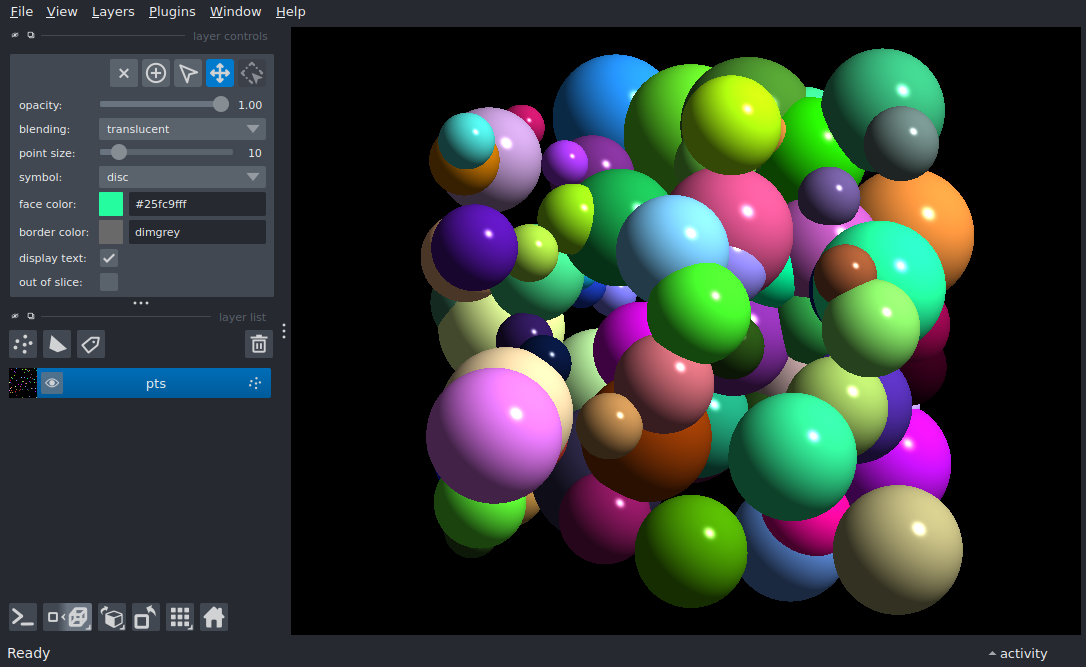 File View Layers Plugins Window Help
layer controls
opacity: 1.00
blending: translucent
point size: 10
symbol: disc
face color: #25fc9fff
border color: dimgrey
display text:
out of slice:
layer list
pts
Ready activity